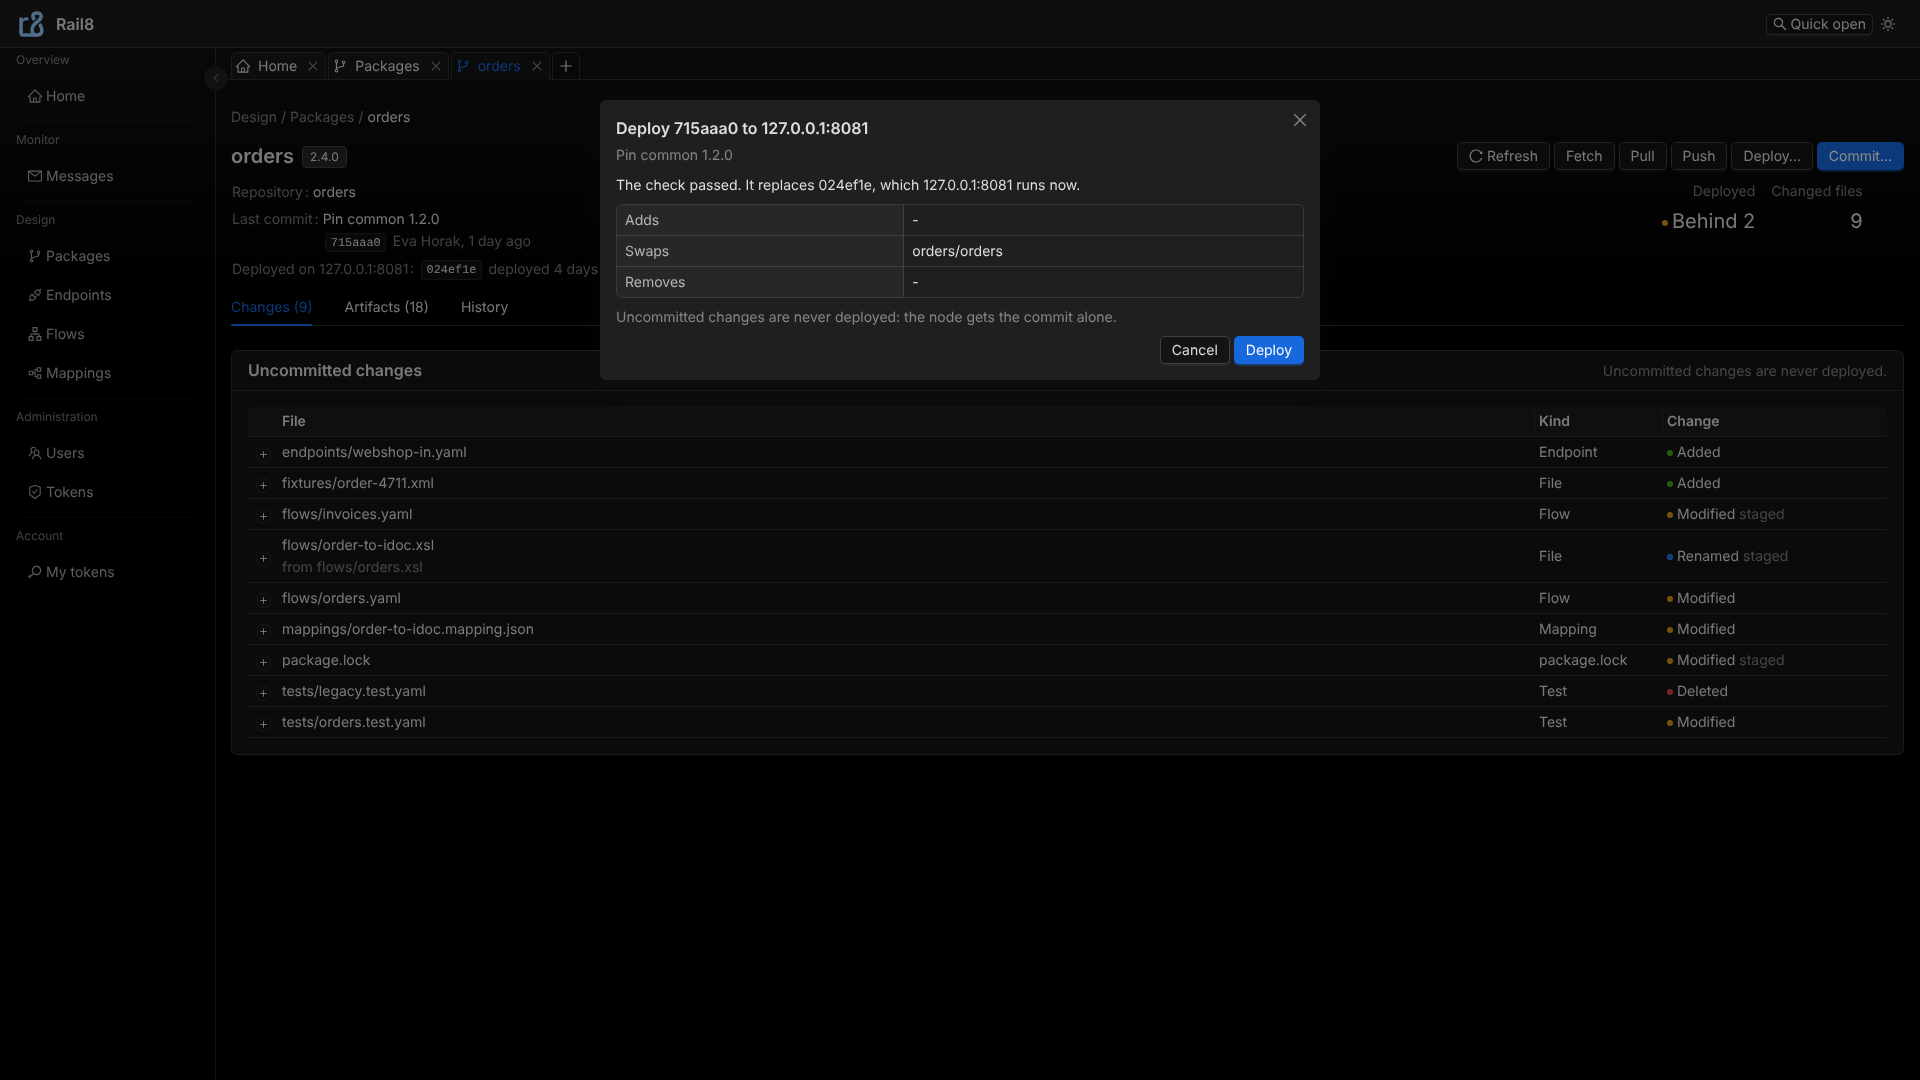 Rail8
Quick open
Overview
Home
Monitor
Messages
Design
Packages
Endpoints
Flows
Mappings
Administration
Users
Tokens
Account
My tokens
Home
Packages
orders
Design / Packages / orders
orders 2.4.0
Refresh
Fetch
Pull
Push
Deploy...
Commit...
Repository: orders
Last commit: Pin common 1.2.0
715aaa0 Eva Horak, 1 day ago
Deployed on 127.0.0.1:8081: 024ef1e deployed 4 days
Deployed
Behind 2
Changed files
9
Changes (9)
Artifacts (18)
History
Deploy 715aaa0 to 127.0.0.1:8081
Pin common 1.2.0
The check passed. It replaces 024ef1e, which 127.0.0.1:8081 runs now.
Adds -
Swaps orders/orders
Removes -
Uncommitted changes are never deployed: the node gets the commit alone.
Cancel
Deploy
Uncommitted changes
Uncommitted changes are never deployed.
File Kind Change
endpoints/webshop-in.yaml Endpoint Added
fixtures/order-4711.xml File Added
flows/invoices.yaml Flow Modified staged
flows/order-to-idoc.xsl File Renamed staged
from flows/orders.xsl
flows/orders.yaml Flow Modified
mappings/order-to-idoc.mapping.json Mapping Modified
package.lock package.lock Modified staged
tests/legacy.test.yaml Test Deleted
tests/orders.test.yaml Test Modified